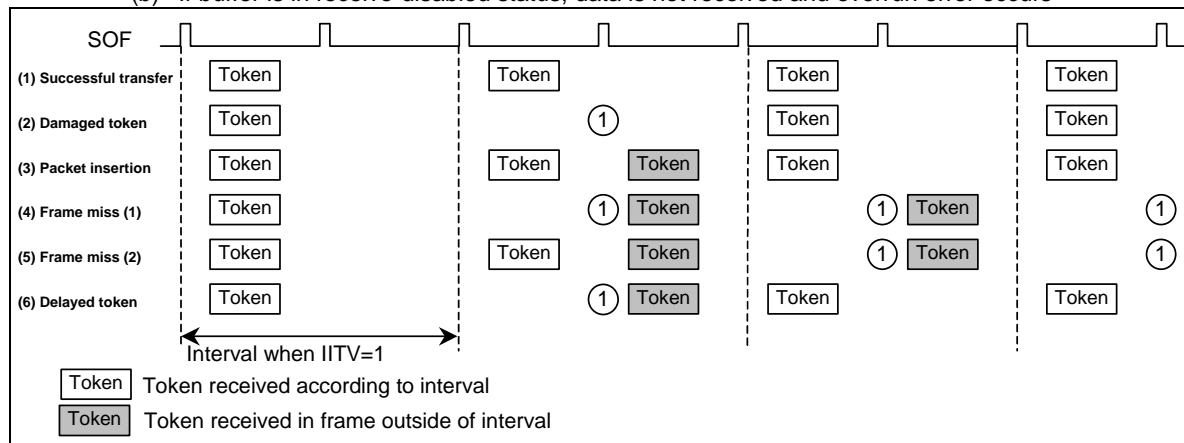 (b) If buffer is in receive-disabled status, data is not received and overrun error occurs
SOF
(1) Successful transfer Token Token Token Token
(2) Damaged token Token 1 Token Token
(3) Packet insertion Token Token Token Token Token
(4) Frame miss (1) Token 1 Token 1 Token 1
(5) Frame miss (2) Token Token Token 1 Token 1
(6) Delayed token Token 1 Token Token Token
Interval when IITV=1
Token Token received according to interval
Token Token received in frame outside of interval